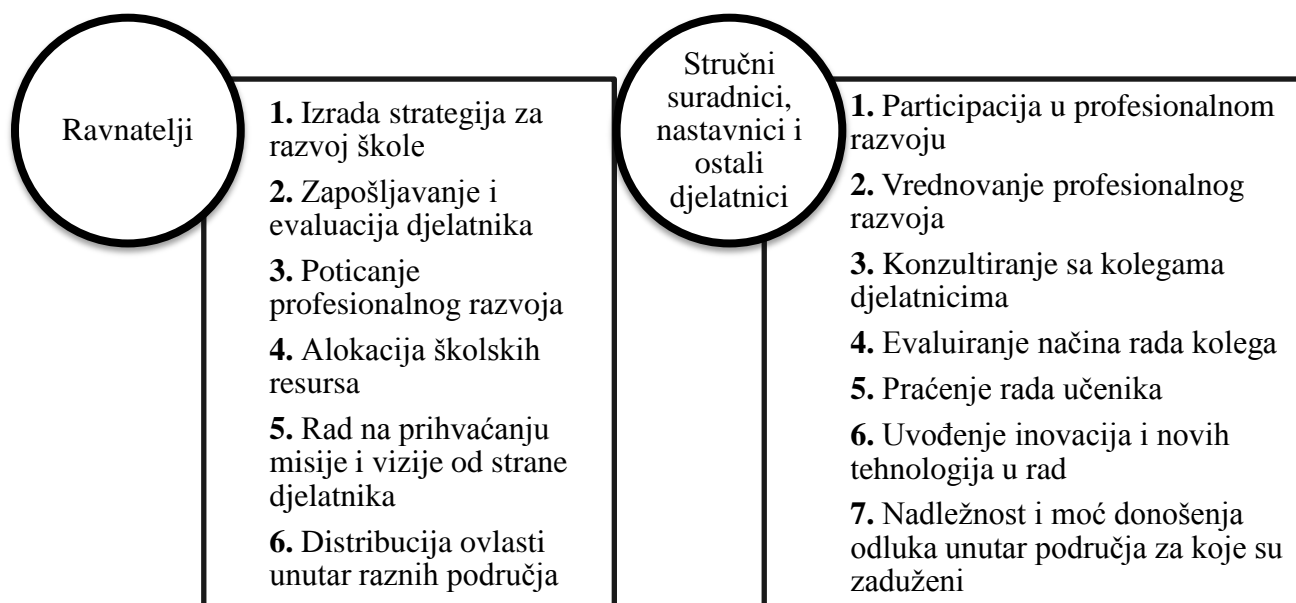 Ravnatelji
1. Izrada strategija za
razvoj škole
2. Zapošljavanje i
evaluacija djelatnika
3. Poticanje
profesionalnog razvoja
4. Alokacija školskih
resursa
5. Rad na prihvaćanju
misije i vizije od strane
djelatnika
6. Distribucija ovlasti
unutar raznih područja
Stručni
suradnici,
nastavnici i
ostali
djelatnici
1. Participacija u profesionalnom
razvoju
2. Vrednovanje profesionalnog
razvoja
3. Konzultiranje sa kolegama
djelatnicima
4. Evaluiranje načina rada kolega
5. Praćenje rada učenika
6. Uvođenje inovacija i novih
tehnologija u rad
7. Nadležnost i moć donošenja
odluka unutar područja za koje su
zaduženi